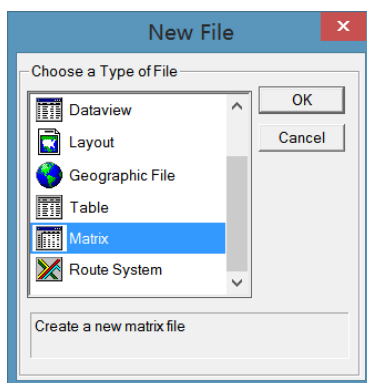 New File
x
Choose a Type of File
Dataview
OK
Layout
Cancel
Geographic File
Table
Matrix
Route System
Create a new matrix file